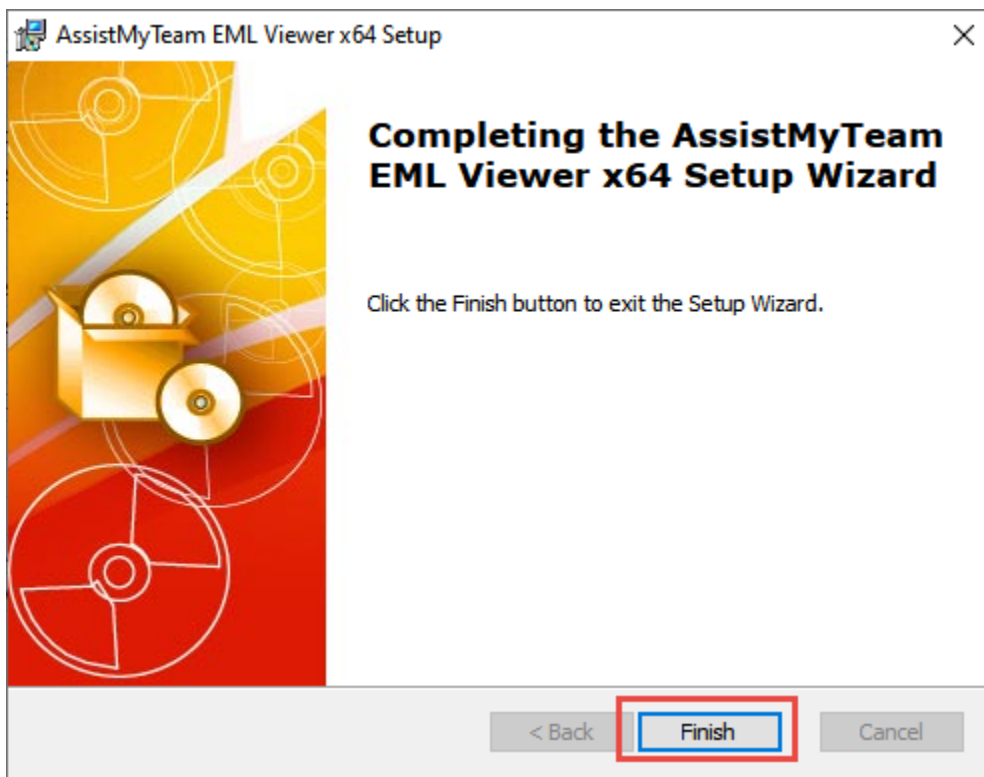 AssistMyTeam EML Viewer x64 Setup
Completing the AssistMyTeam
EML Viewer x64 Setup Wizard
Click the Finish button to exit the Setup Wizard.
< Back
Finish
Cancel